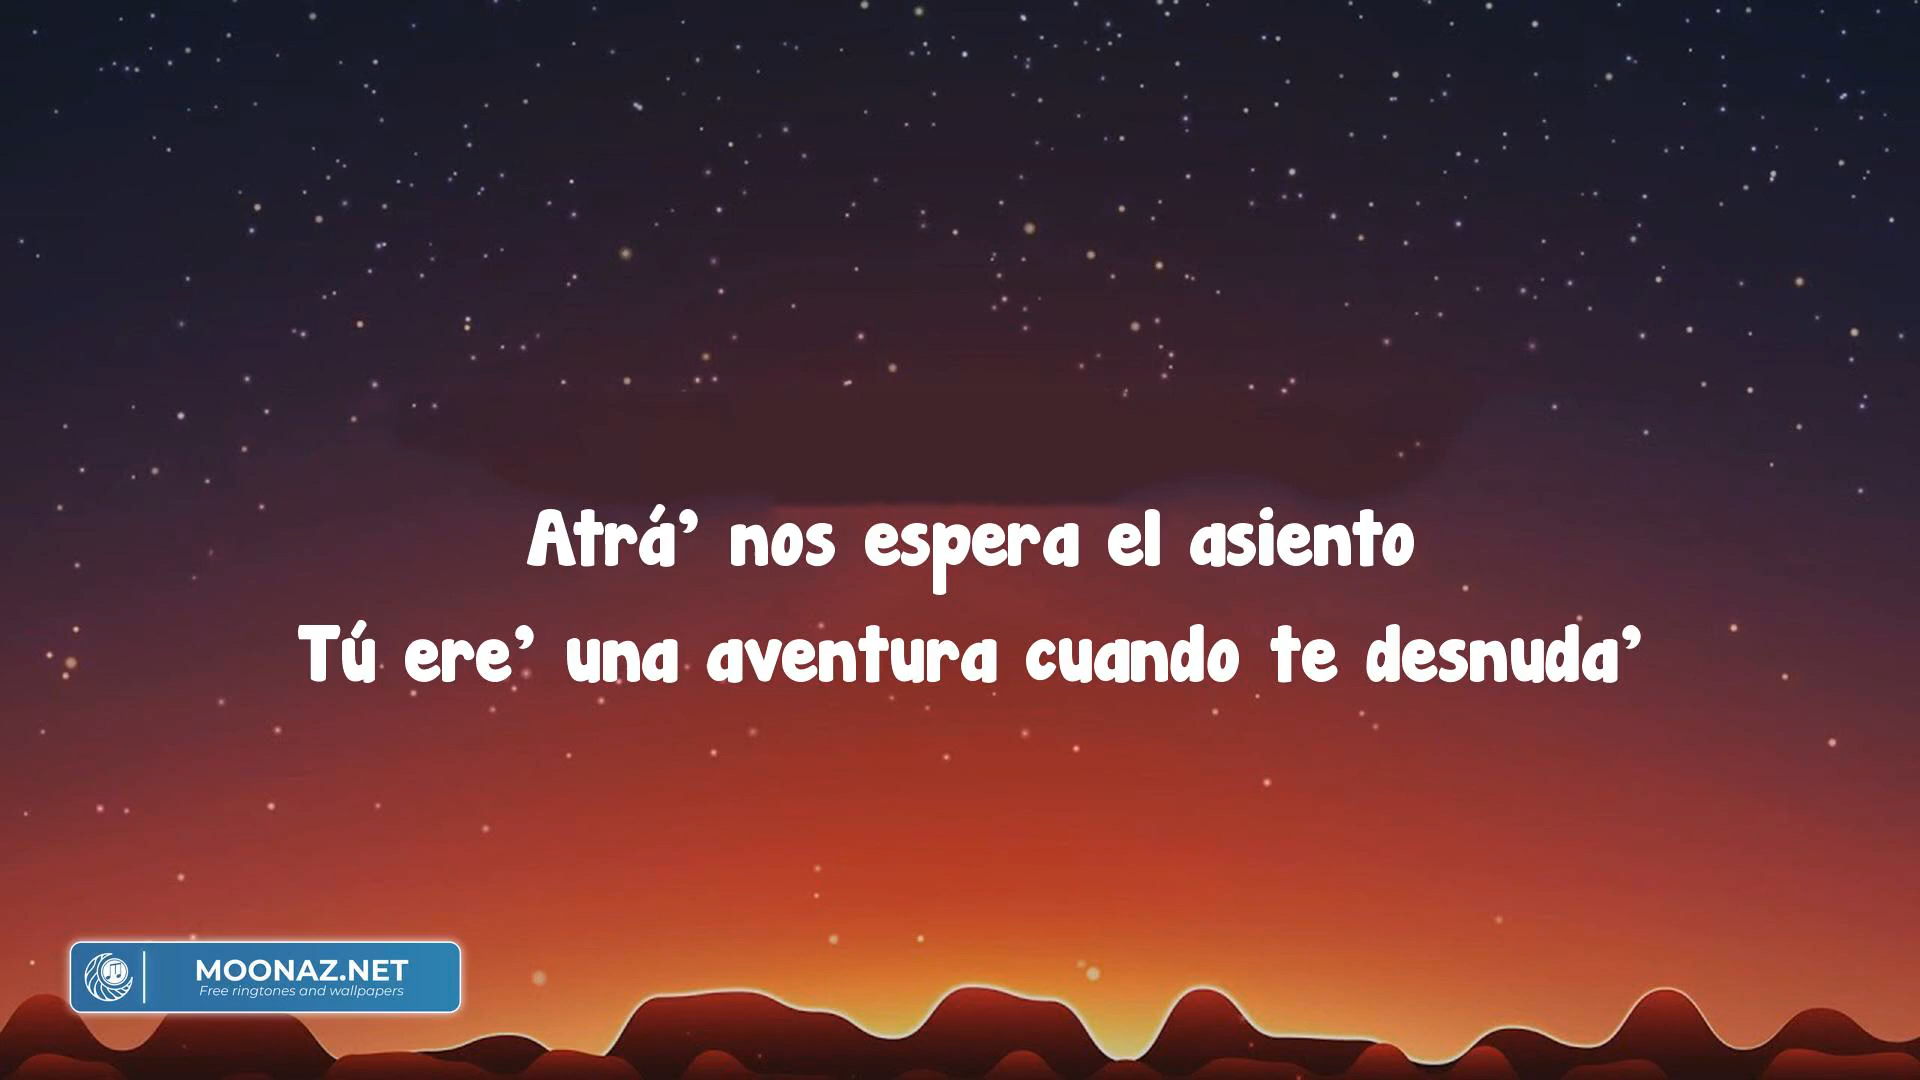 Atrá’ nos espera el asiento
Tú ere’ una aventura cuando te desnuda’
MOONAZ.NET
Free ringtones and wallpapers